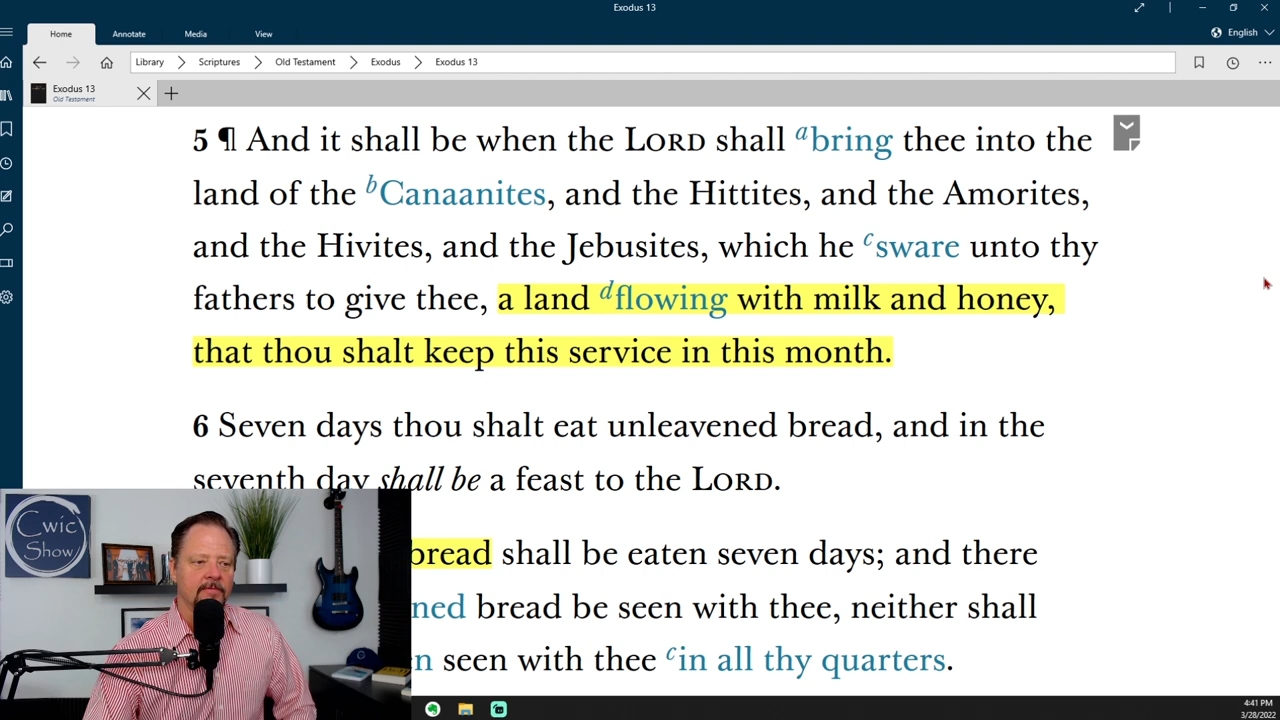 Exodus 13
Home Annotate Media View
English
Library Scriptures Old Testament Exodus Exodus 13
Exodus 13
Old Testament
5 ¶ And it shall be when the LORD shall a bring thee into the
land of the b Canaanites, and the Hittites, and the Amorites,
and the Hivites, and the Jebusites, which he c sware unto thy
fathers to give thee, a land d flowing with milk and honey,
that thou shalt keep this service in this month.
6 Seven days thou shalt eat unleavened bread, and in the
seventh day shall be a feast to the LORD.
bread shall be eaten seven days; and there
ned bread be seen with thee, neither shall
n seen with thee c in all thy quarters.
Cwic
Show
4:41 PM
3/28/2022